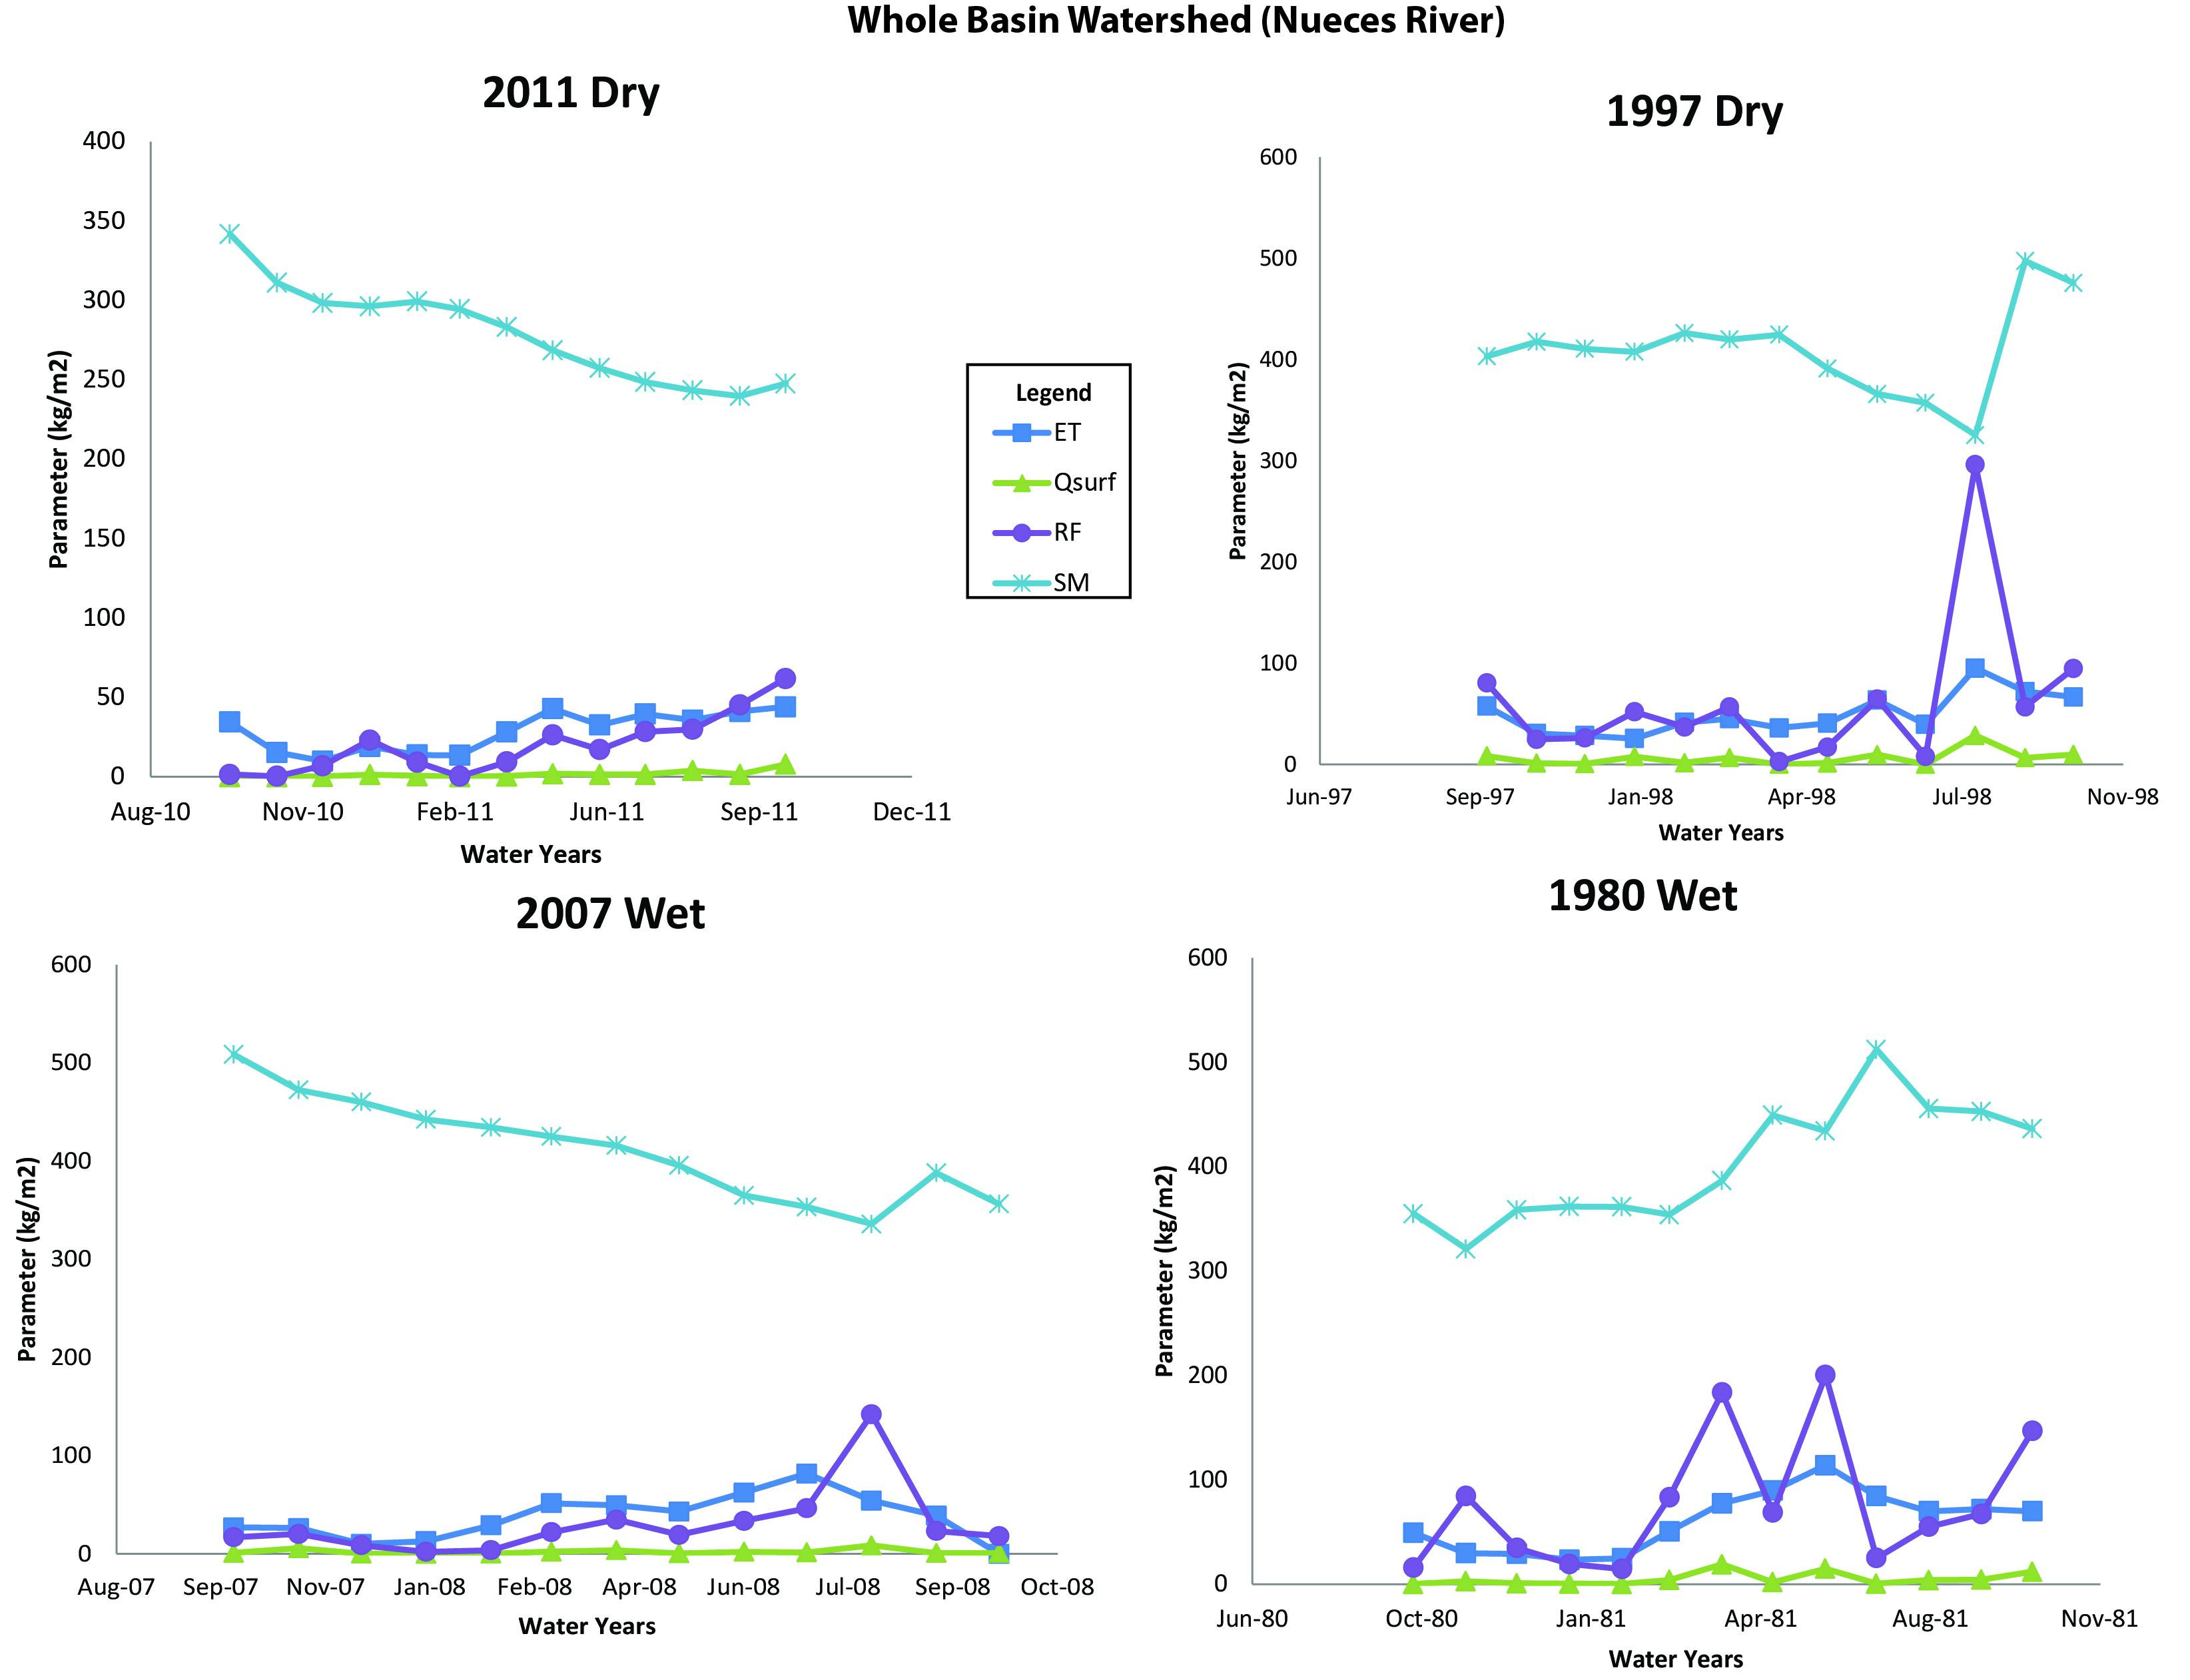 Whole Basin Watershed (Nueces River)
2011 Dry
400
350
300
250
200
150
100
50
0
Parameter (kg/m2)
Aug-10 Nov-10 Feb-11 Jun-11 Sep-11 Dec-11
Water Years
Legend
ET
Qsurf
RF
SM
1997 Dry
600
500
400
300
200
100
0
Parameter (kg/m2)
Jun-97 Sep-97 Jan-98 Apr-98 Jul-98 Nov-98
Water Years
2007 Wet
600
500
400
300
200
100
0
Parameter (kg/m2)
Aug-07 Sep-07 Nov-07 Jan-08 Feb-08 Apr-08 Jun-08 Jul-08 Sep-08 Oct-08
Water Years
1980 Wet
600
500
400
300
200
100
0
Parameter (kg/m2)
Jun-80 Oct-80 Jan-81 Apr-81 Aug-81 Nov-81
Water Years